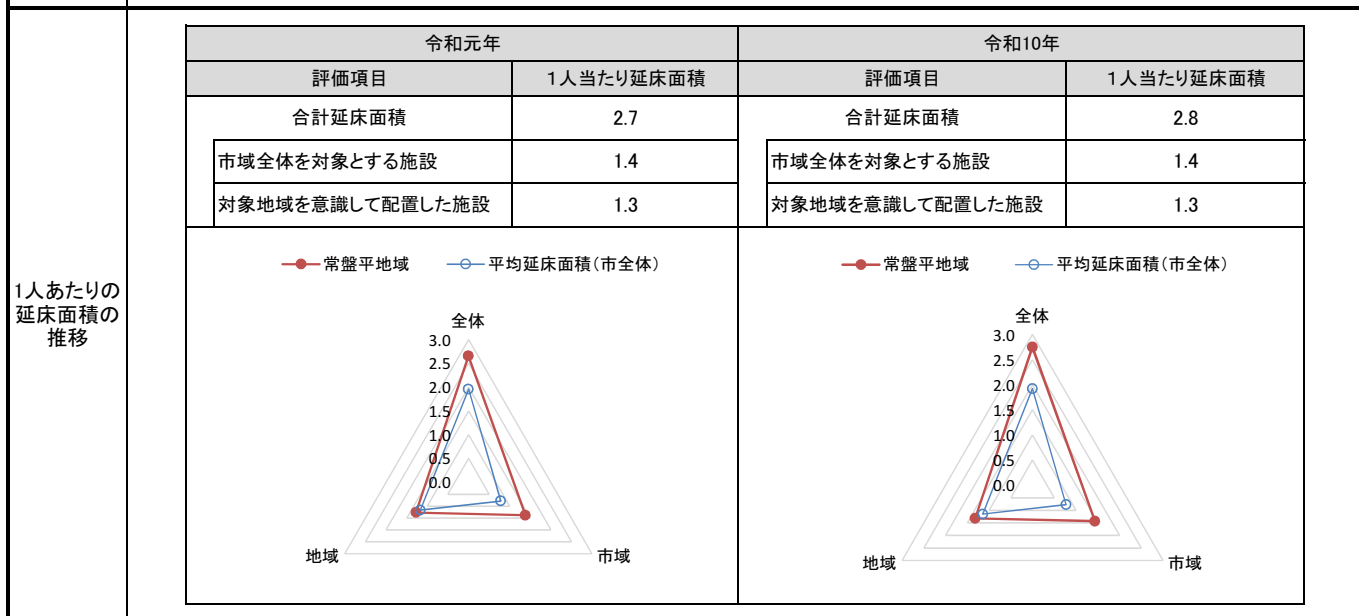 1人あたりの
延床面積の
推移
令和元年
令和10年
評価項目
1人当たり延床面積
評価項目
1人当たり延床面積
合計延床面積
2.7
合計延床面積
2.8
市域全体を対象とする施設
1.4
市域全体を対象とする施設
1.4
対象地域を意識して配置した施設
1.3
対象地域を意識して配置した施設
1.3
常盤平地域
平均延床面積(市全体)
全体
3.0
2.5
2.0
1.5
1.0
0.5
0.0
地域
市域
常盤平地域
平均延床面積(市全体)
全体
3.0
2.5
2.0
1.5
1.0
0.5
0.0
地域
市域